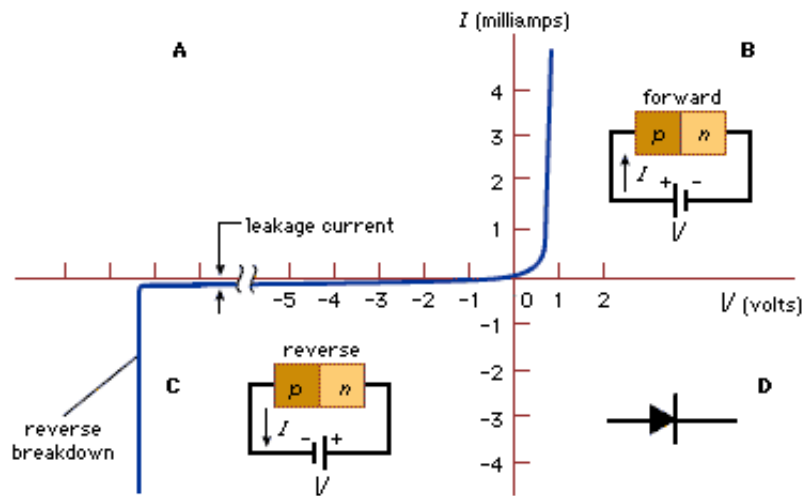 I (milliamps)
A
B
4
forward
3
p n
2
I + -
V
leakage current
1
-5 -4 -3 -2 -1 0 1 2
V (volts)
-1
reverse
-2
C
p n
D
-3
I - +
V
reverse
breakdown
-4